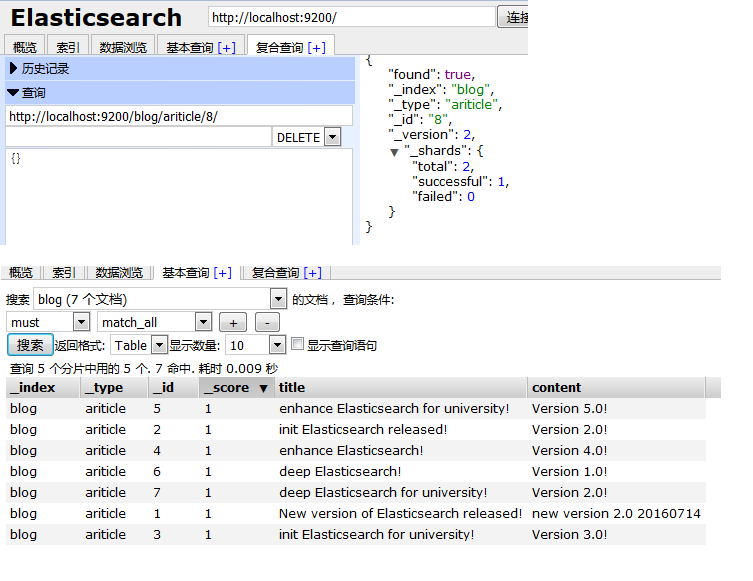 Elasticsearch http://localhost:9200/ 连接
概览 索引 数据浏览 基本查询 [+] 复合查询 [+]
历史记录
查询
http://localhost:9200/blog/ariticle/8/
DELETE
{}
{
"found": true,
"_index": "blog",
"_type": "ariticle",
"_id": "8",
"_version": 2,
"_shards": {
"total": 2,
"successful": 1,
"failed": 0
}
}
概览 索引 数据浏览 基本查询 [+] 复合查询 [+]
搜索 blog (7 个文档) 的文档， 查询条件:
must match_all + -
搜索 返回格式: Table 显示数量: 10 显示查询语句
查询 5 个分片中用的 5 个. 7 命中. 耗时 0.009 秒
_index _type _id _score ▼ title content
blog ariticle 5 1 enhance Elasticsearch for university! Version 5.0!
blog ariticle 2 1 init Elasticsearch released! Version 2.0!
blog ariticle 4 1 enhance Elasticsearch! Version 4.0!
blog ariticle 6 1 deep Elasticsearch! Version 1.0!
blog ariticle 7 1 deep Elasticsearch for university! Version 2.0!
blog ariticle 1 1 New version of Elasticsearch released! new version 2.0 20160714
blog ariticle 3 1 init Elasticsearch for university! Version 3.0!